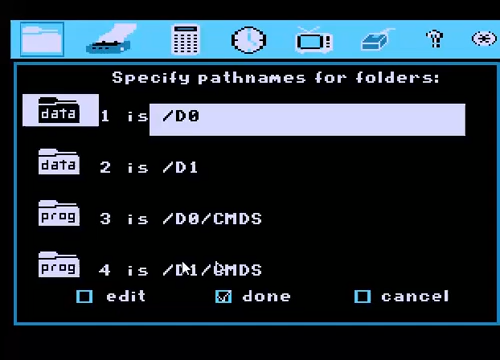 Specify pathnames for folders:
data 1 is /D0
data 2 is /D1
prog 3 is /D0/CMDS
prog 4 is /D1/CMDS
edit done cancel